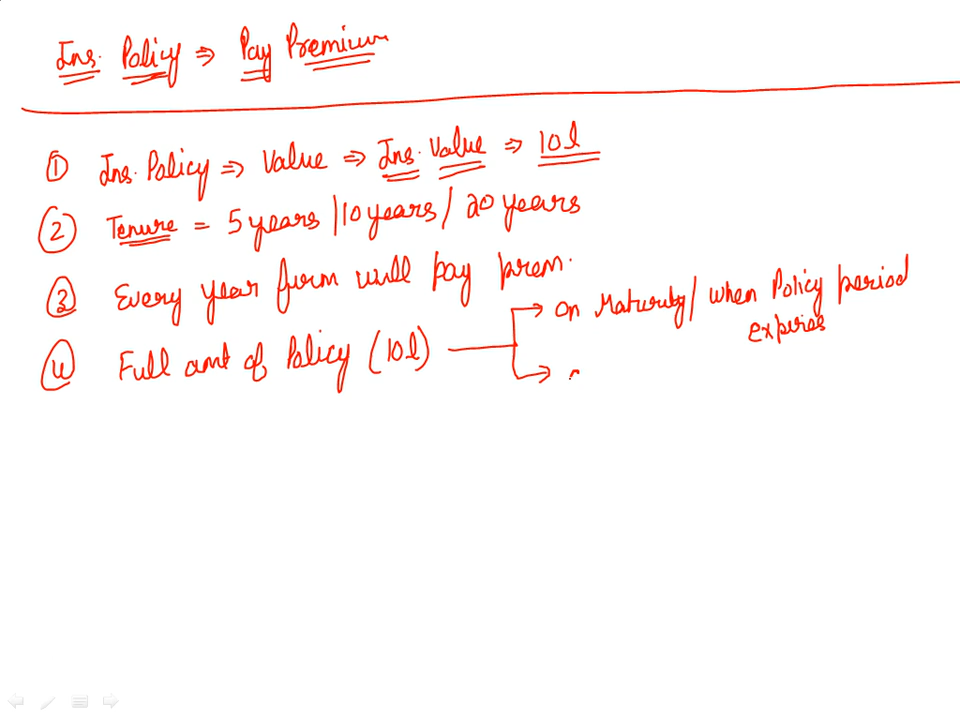 Ins. Policy ⇒ Pay Premium
① Ins. Policy ⇒ Value ⇒ Ins. Value ⇒ 10l
② Tenure = 5 years / 10 years / 20 years
③ Every year firm will pay prem.
④ Full amt of Policy (10l) → On Maturity / when Policy period
expires